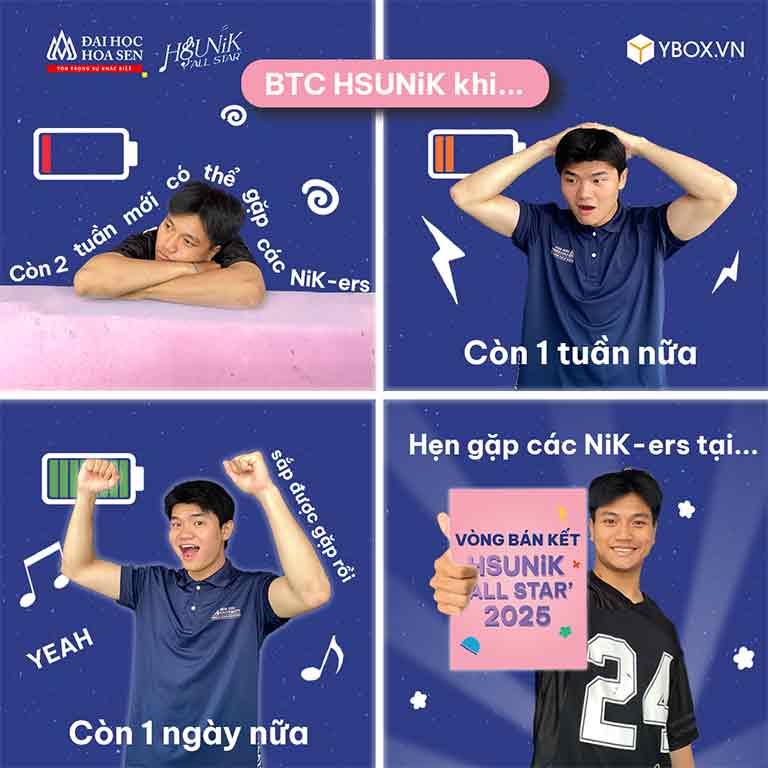 ĐẠI HỌC
HOA SEN
TÔN TRỌNG SỰ KHÁC BIỆT
HSUNiK
'ALL STAR'
YBOX.VN
BTC HSUNiK khi...
Còn 2 tuần mới có thể gặp các NiK-ers
Còn 1 tuần nữa
sắp được gặp rồi
YEAH
Còn 1 ngày nữa
Hẹn gặp các NiK-ers tại...
VÒNG BÁN KẾT
HSUNiK
'ALL STAR'
2025
24